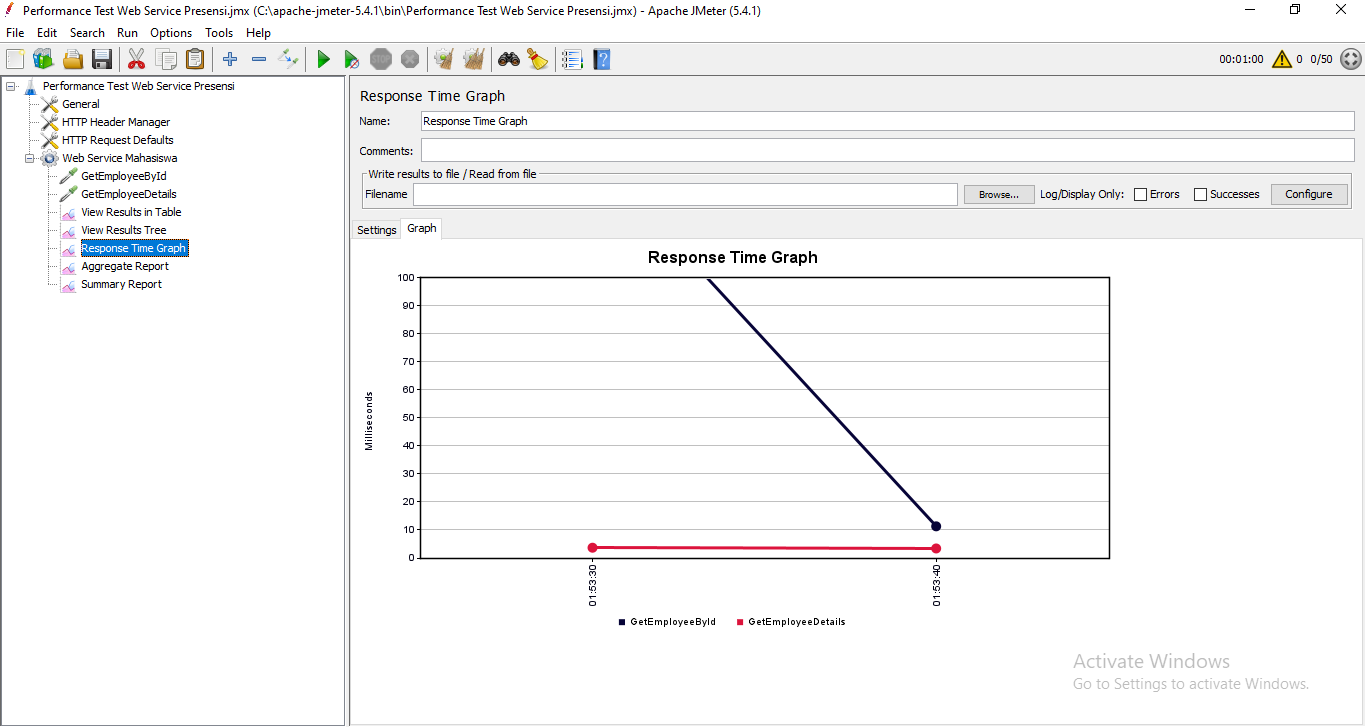 Performance Test Web Service Presensi.jmx (C:\apache-jmeter-5.4.1\bin\Performance Test Web Service Presensi.jmx) - Apache JMeter (5.4.1)
File Edit Search Run Options Tools Help
STOP ? 00:01:00 0 0/50
Performance Test Web Service Presensi
General
HTTP Header Manager
HTTP Request Defaults
Web Service Mahasiswa
GetEmployeeById
GetEmployeeDetails
View Results in Table
View Results Tree
Response Time Graph
Aggregate Report
Summary Report
Response Time Graph
Name: Response Time Graph
Comments:
Write results to file / Read from file
Filename Browse... Log/Display Only: Errors Successes Configure
Settings Graph
Response Time Graph
Milliseconds
100
90
80
70
60
50
40
30
20
10
0
01:53:30 01:53:40
GetEmployeeById GetEmployeeDetails
Activate Windows
Go to Settings to activate Windows.